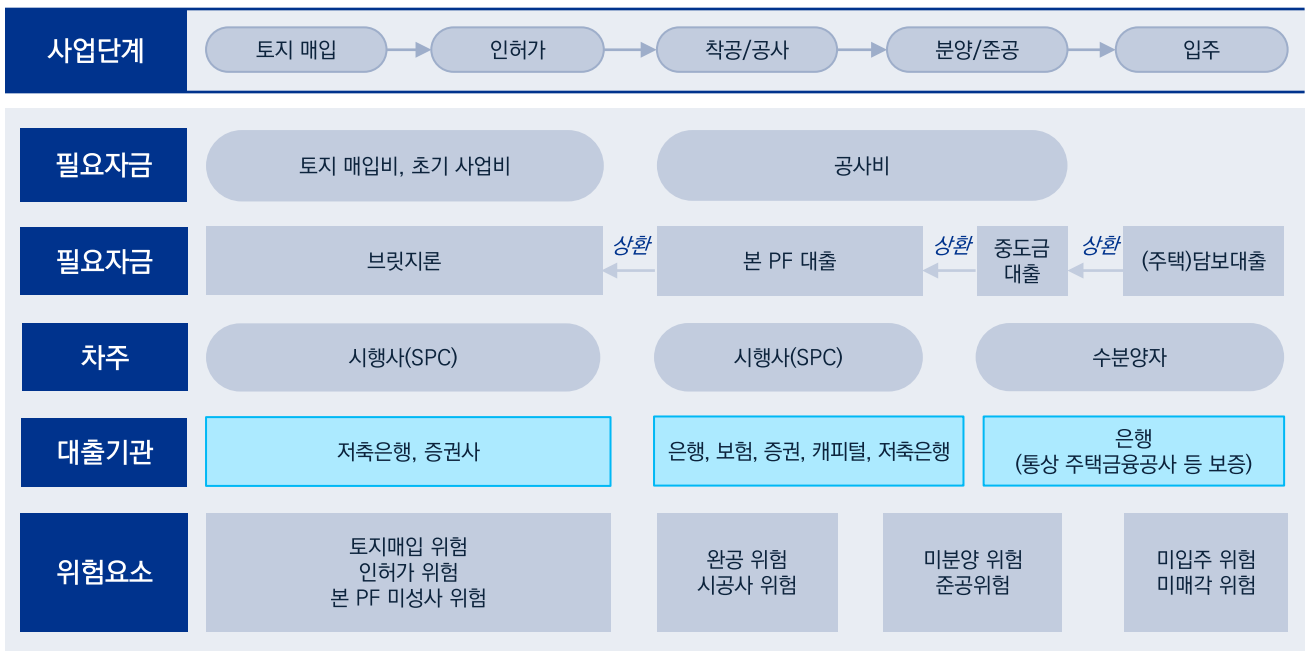 사업단계
토지 매입
인허가
착공/공사
분양/준공
입주
필요자금
토지 매입비, 초기 사업비
공사비
필요자금
브릿지론
상환
본 PF 대출
상환
중도금
대출
상환
(주택)담보대출
차주
시행사(SPC)
시행사(SPC)
수분양자
대출기관
저축은행, 증권사
은행, 보험, 증권, 캐피털, 저축은행
은행
(통상 주택금융공사 등 보증)
위험요소
토지매입 위험
인허가 위험
본 PF 미성사 위험
완공 위험
시공사 위험
미분양 위험
준공위험
미입주 위험
미매각 위험